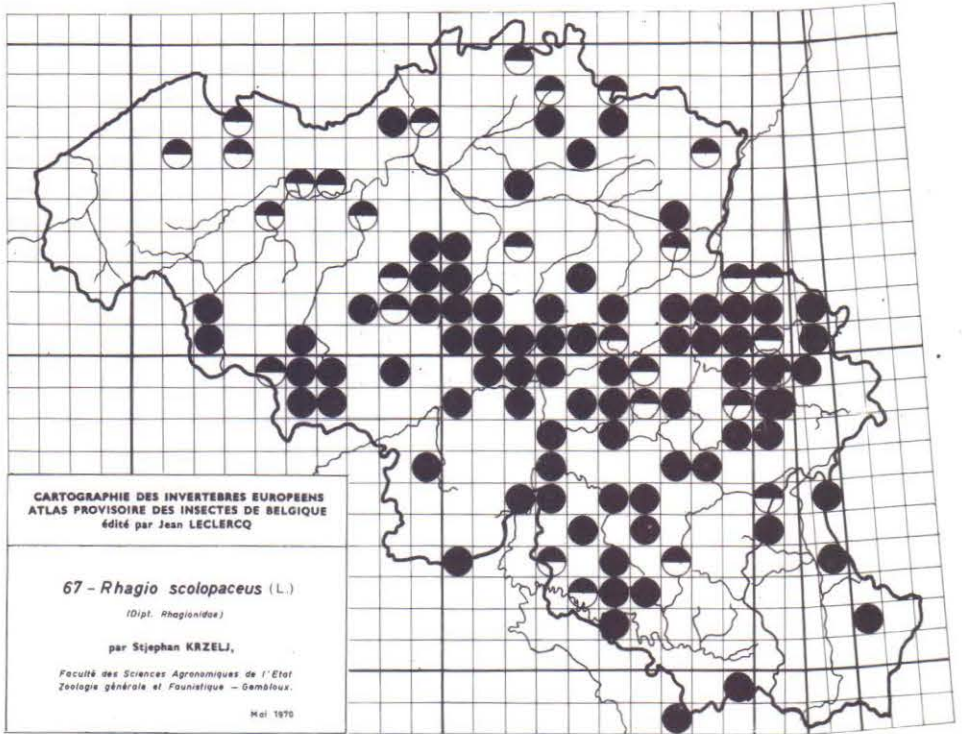 CARTOGRAPHIE DES INVERTEBRES EUROPEENS
ATLAS PROVISOIRE DES INSECTES DE BELGIQUE
édité par Jean LECLERCQ
67 - Rhagio scolopaceus (L.)
(Dipt. Rhagionidae)
par Stjephan KRZELJ,
Faculté des Sciences Agronomiques de l'Etat
Zoologie générale et Faunistique - Gembloux.
Mai 1970